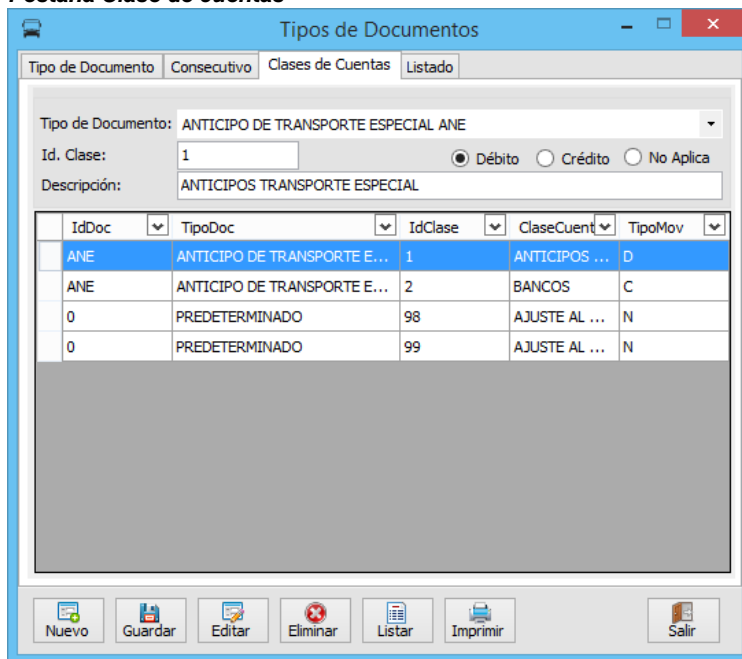 Tipos de Documentos
Tipo de Documento Consecutivo Clases de Cuentas Listado
Tipo de Documento: ANTICIPO DE TRANSPORTE ESPECIAL ANE
Id. Clase: 1 Débito Crédito No Aplica
Descripción: ANTICIPOS TRANSPORTE ESPECIAL
IdDoc TipoDoc IdClase ClaseCuent TipoMov
ANE ANTICIPO DE TRANSPORTE E... 1 ANTICIPOS ... D
ANE ANTICIPO DE TRANSPORTE E... 2 BANCOS C
0 PREDETERMINADO 98 AJUSTE AL ... N
0 PREDETERMINADO 99 AJUSTE AL ... N
Nuevo Guardar Editar Eliminar Listar Imprimir Salir